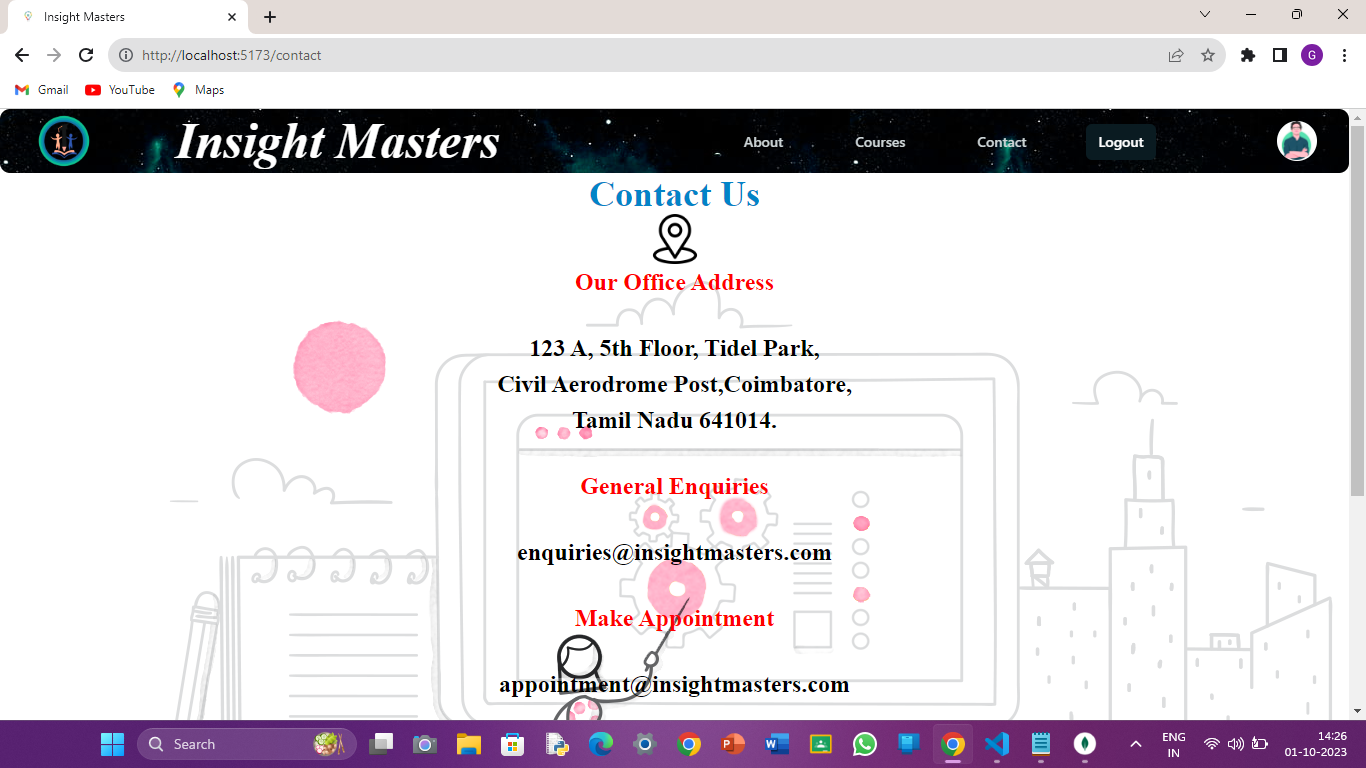 Insight Masters
http://localhost:5173/contact
G
Gmail
YouTube
Maps
Insight Masters
About
Courses
Contact
Logout
Contact Us
Our Office Address
123 A, 5th Floor, Tidel Park,
Civil Aerodrome Post,Coimbatore,
Tamil Nadu 641014.
General Enquiries
enquiries@insightmasters.com
Make Appointment
appointment@insightmasters.com
Search
ENG
IN
14:26
01-10-2023